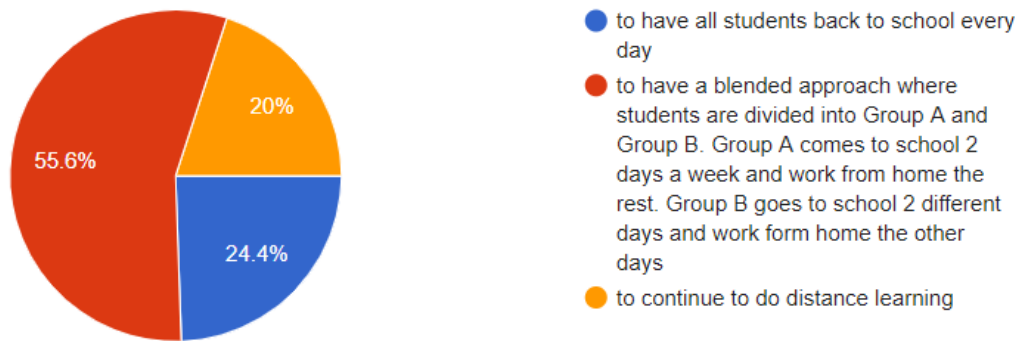 20%
55.6%
24.4%
to have all students back to school every
day
to have a blended approach where
students are divided into Group A and
Group B. Group A comes to school 2
days a week and work from home the
rest. Group B goes to school 2 different
days and work form home the other
days
to continue to do distance learning